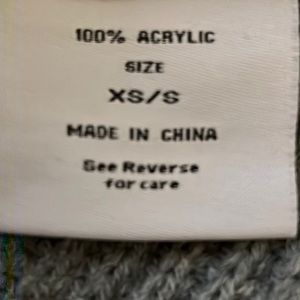 100% ACRYLIC
SIZE
XS/S
MADE IN CHINA
See Reverse
for care